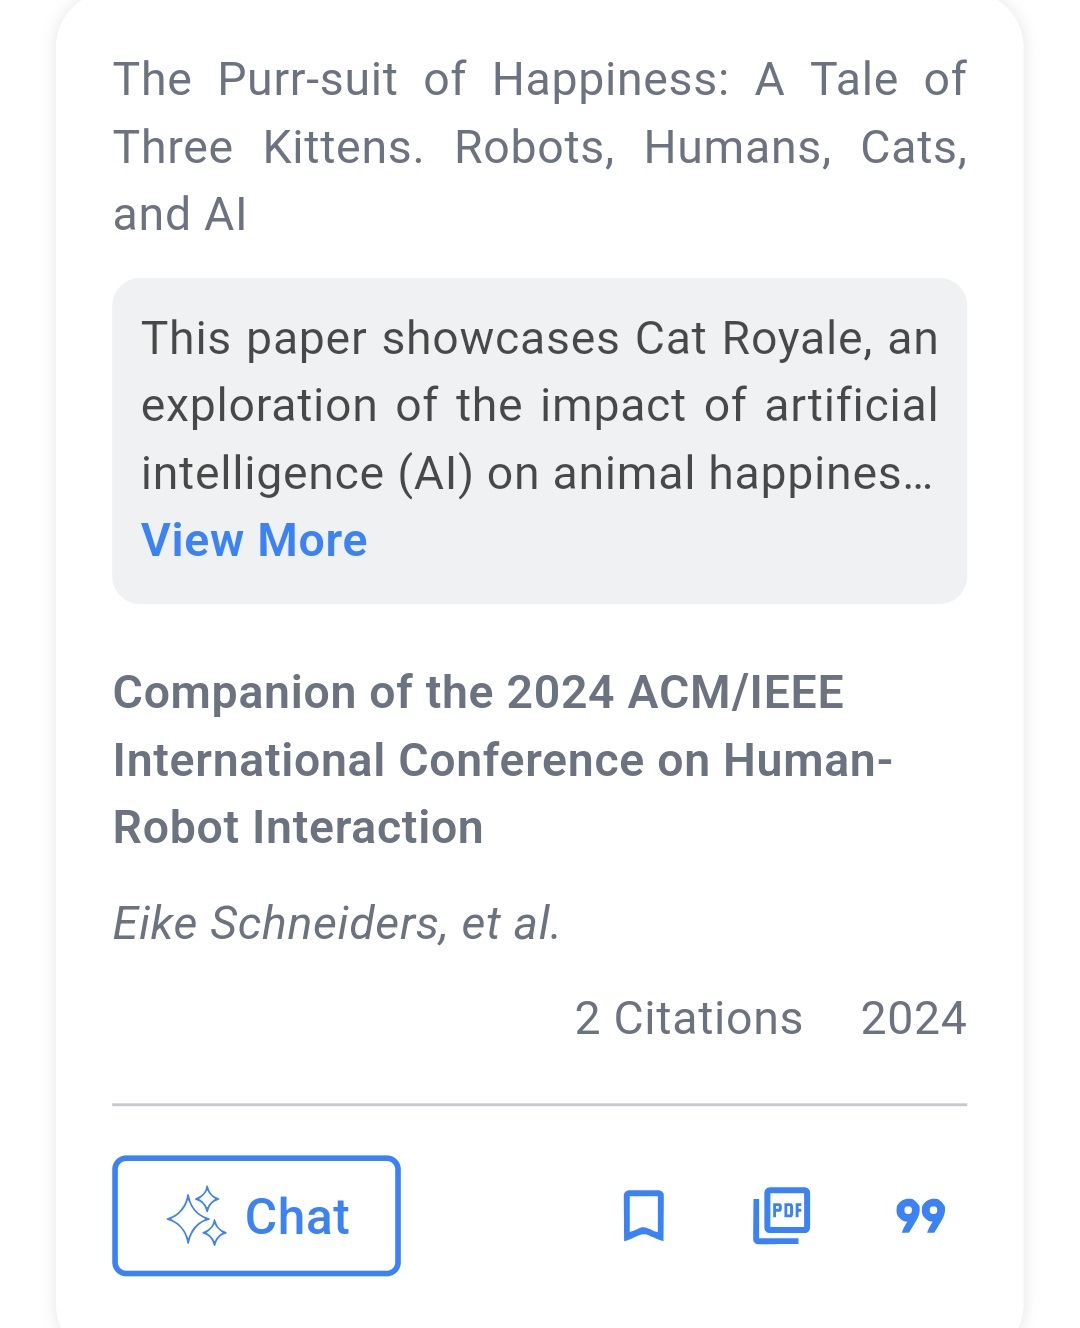 The Purr-suit of Happiness: A Tale of
Three Kittens. Robots, Humans, Cats,
and AI
This paper showcases Cat Royale, an
exploration of the impact of artificial
intelligence (AI) on animal happines…
View More
Companion of the 2024 ACM/IEEE
International Conference on Human-
Robot Interaction
Eike Schneiders, et al.
2 Citations 2024
Chat
PDF